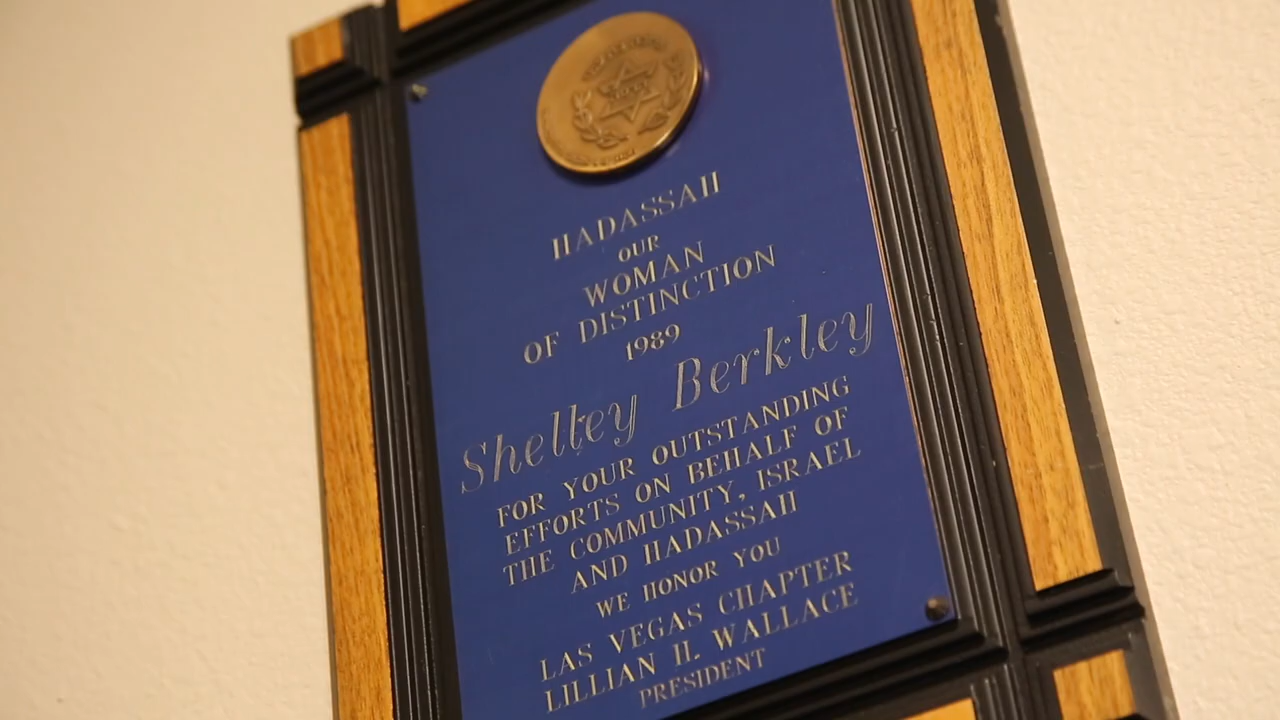 HADASSAH
OUR
WOMAN
OF DISTINCTION
1989
Shelley Berkley
FOR YOUR OUTSTANDING
EFFORTS ON BEHALF OF
THE COMMUNITY, ISRAEL
AND HADASSAH
WE HONOR YOU
LAS VEGAS CHAPTER
LILLIAN H. WALLACE
PRESIDENT